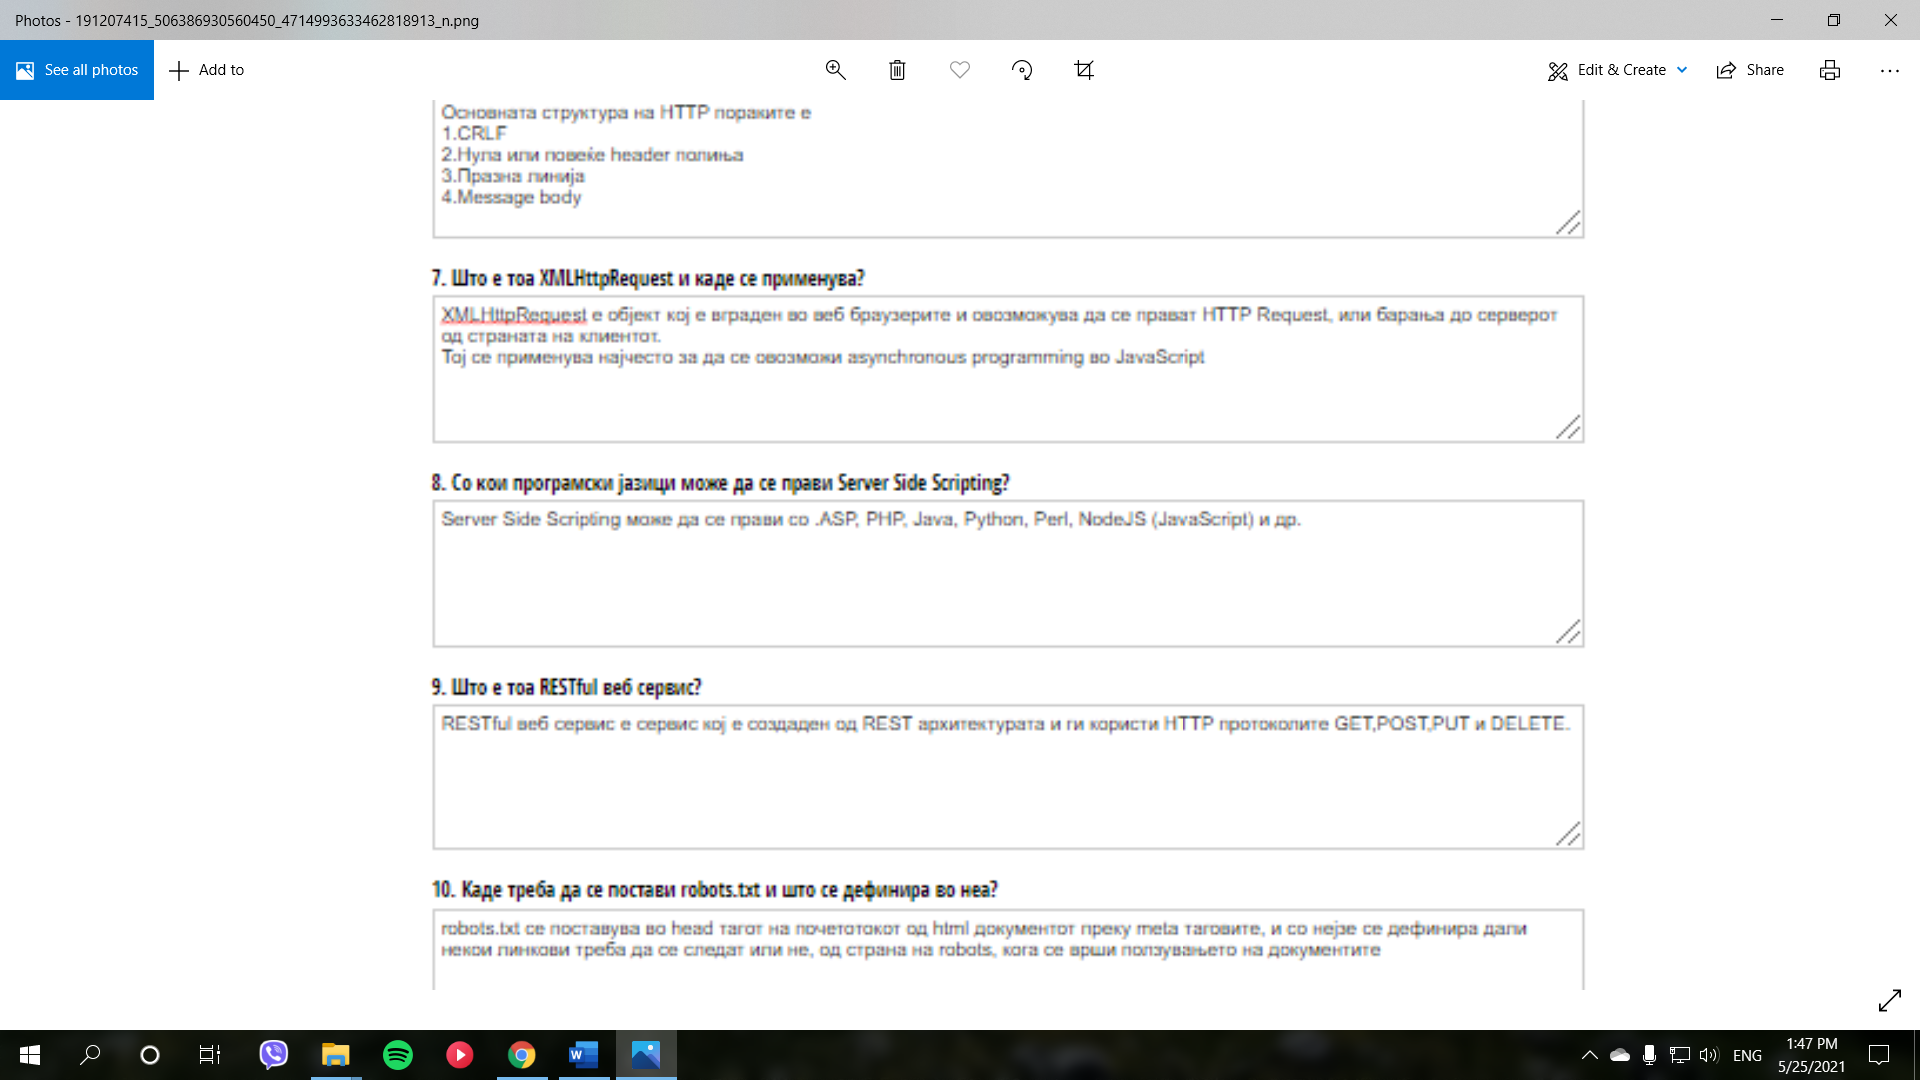 Photos - 191207415_506386930560450_4714993633462818913_n.png
See all photos
Add to
Edit & Create
Share
Основната структура на HTTP пораките е
1.CRLF
2.Нула или повеќе header полиња
3.Празна линија
4.Message body
7. Што е тоа XMLHttpRequest и каде се применува?
XMLHttpRequest е објект кој е вграден во веб браузерите и овозможува да се прават HTTP Request, или барања до серверот
од страната на клиентот.
Тој се применува најчесто за да се овозможи asynchronous programming во JavaScript
8. Со кои програмски јазици може да се прави Server Side Scripting?
Server Side Scripting може да се прави со .ASP, PHP, Java, Python, Perl, NodeJS (JavaScript) и др.
9. Што е тоа RESTful веб сервис?
RESTful веб сервис е сервис кој е создаден од REST архитектурата и ги користи HTTP протоколите GET,POST,PUT и DELETE.
10. Каде треба да се постави robots.txt и што се дефинира во неа?
robots.txt се поставува во head тагот на почетотокот од html документот преку meta таговите, и со нејзе се дефинира дали
некои линкови треба да се следат или не, од страна на robots, кога се врши ползувањето на документите
ENG
1:47 PM
5/25/2021